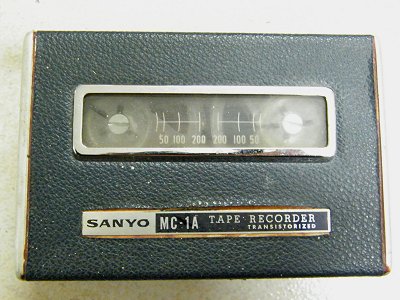 50 100 200 200 100 50
SANYO MC-1A TAPE·RECORDER
TRANSISTORIZED